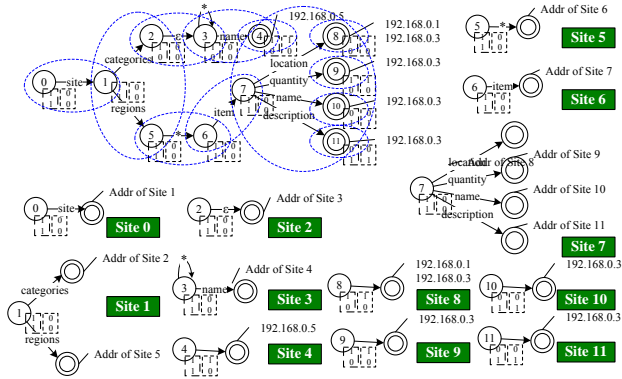 192.168.0.5
*
2
ε
3
name
4
categories
location
8
192.168.0.1
192.168.0.3
quantity
9
192.168.0.3
0
site
1
7
name
10
192.168.0.3
regions
item
description
11
192.168.0.3
5
*
6
5
*
Addr of Site 6
Site 5
6
item
Addr of Site 7
Site 6
7
location
Addr of Site 8
Addr of Site 9
quantity
name
Addr of Site 10
description
Addr of Site 11
Site 7
0
site
Addr of Site 1
Site 0
2
ε
Addr of Site 3
Site 2
categories
Addr of Site 2
1
Site 1
regions
Addr of Site 5
*
3
name
Addr of Site 4
Site 3
4
192.168.0.5
Site 4
8
192.168.0.1
192.168.0.3
Site 8
9
192.168.0.3
Site 9
10
192.168.0.3
Site 10
11
192.168.0.3
Site 11